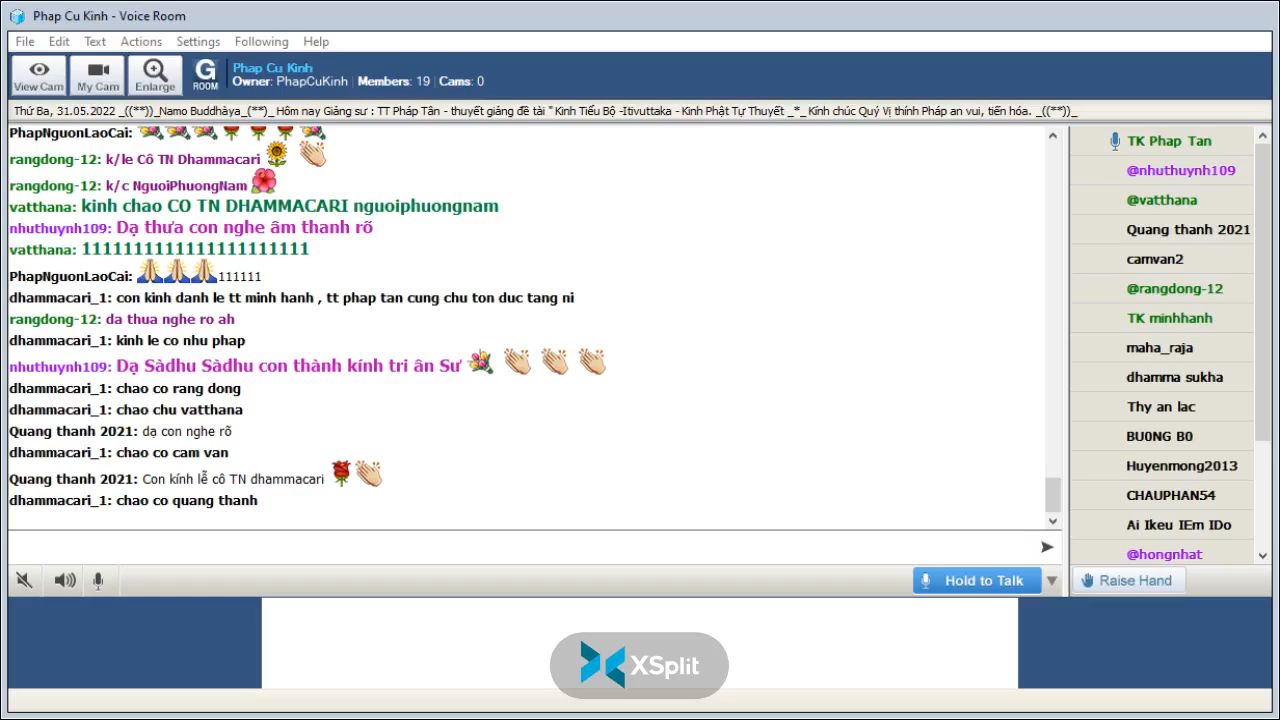 Phap Cu Kinh - Voice Room
File Edit Text Actions Settings Following Help
View Cam
My Cam
Enlarge
G
ROOM
Phap Cu Kinh
Owner: PhapCuKinh | Members: 19 | Cams: 0
Thứ Ba, 31.05.2022 _((**))_Namo Buddhàya_(**)_ Hôm nay Giảng sư : TT Pháp Tân - thuyết giảng đề tài " Kinh Tiểu Bộ -Itivuttaka - Kinh Phật Tự Thuyết _*_ Kính chúc Quý Vị thính Pháp an vui, tiến hóa. _((**))_
PhapNguonLaoCai:
rangdong-12: k/le Cô TN Dhammacari
rangdong-12: k/c NguoiPhuongNam
vatthana: kinh chao CO TN DHAMMACARI nguoiphuongnam
nhuthuynh109: Dạ thưa con nghe âm thanh rõ
vatthana: 1111111111111111111111
PhapNguonLaoCai: 111111
dhammacari_1: con kinh danh le tt minh hanh , tt phap tan cung chu ton duc tang ni
rangdong-12: da thua nghe ro ah
dhammacari_1: kinh le co nhu phap
nhuthuynh109: Dạ Sàdhu Sàdhu con thành kính tri ân Sư
dhammacari_1: chao co rang dong
dhammacari_1: chao chu vatthana
Quang thanh 2021: dạ con nghe rõ
dhammacari_1: chao co cam van
Quang thanh 2021: Con kính lễ cô TN dhammacari
dhammacari_1: chao co quang thanh
TK Phap Tan
@nhuthuynh109
@vatthana
Quang thanh 2021
camvan2
@rangdong-12
TK minhhanh
maha_raja
dhamma sukha
Thy an lac
BU0NG B0
Huyenmong2013
CHAUPHAN54
Ai Ikeu IEm IDo
@hongnhat
Hold to Talk
Raise Hand
XSplit